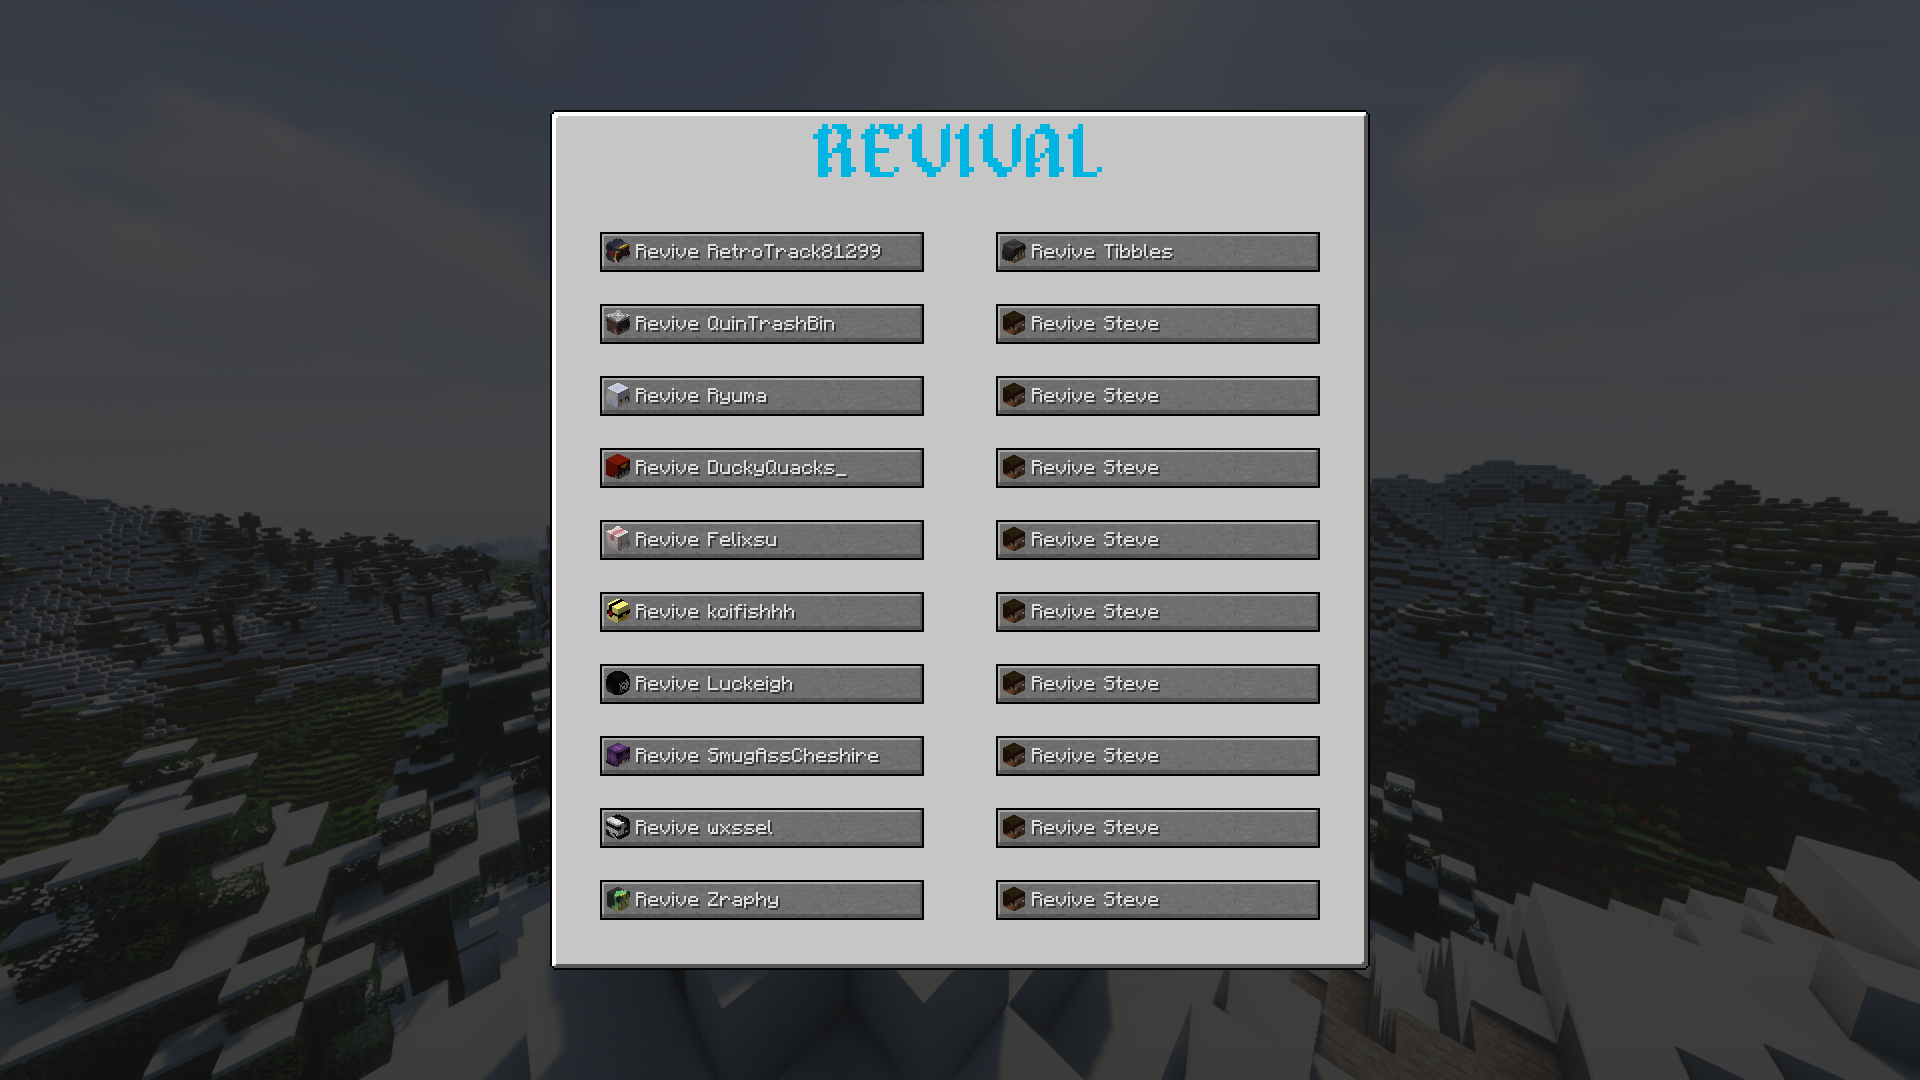 REVIVAL
Revive RetroTrack81299
Revive Tibbles
Revive QuinTrashBin
Revive Steve
Revive Ryuma
Revive Steve
Revive DuckyQuacks_
Revive Steve
Revive Felixsu
Revive Steve
Revive koifishhh
Revive Steve
Revive Luckeigh
Revive Steve
Revive SmugAssCheshire
Revive Steve
Revive wxssel
Revive Steve
Revive Zraphy
Revive Steve